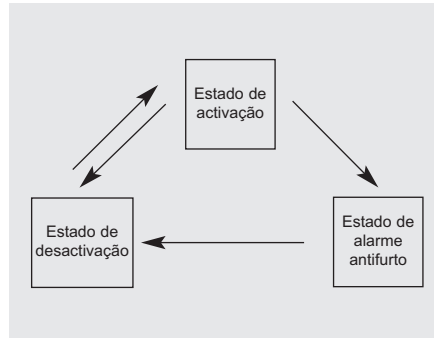 Estado de
activação
Estado de
desactivação
Estado de
alarme
antifurto